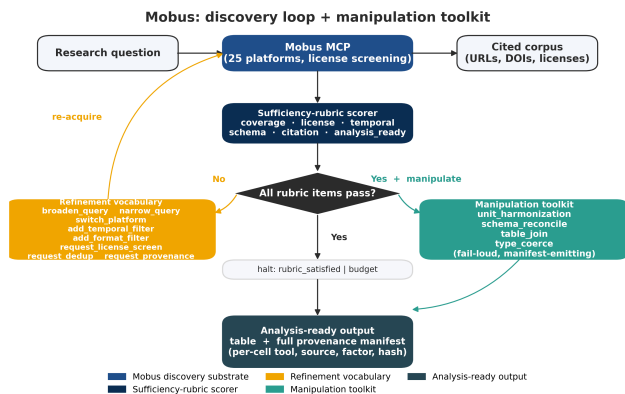 Mobus: discovery loop + manipulation toolkit
Research question
Mobus MCP
(25 platforms, license screening)
Cited corpus
(URLs, DOIs, licenses)
re-acquire
Sufficiency-rubric scorer
coverage · license · temporal
schema · citation · analysis_ready
No
Yes + manipulate
All rubric items pass?
Refinement vocabulary
broaden_query narrow_query
switch_platform
add_temporal_filter
add_format_filter
request_license_screen
request_dedup request_provenance
Manipulation toolkit
unit_harmonization
schema_reconcile
table_join
type_coerce
(fail-loud, manifest-emitting)
Yes
halt: rubric_satisfied | budget
Analysis-ready output
table + full provenance manifest
(per-cell tool, source, factor, hash)
Mobus discovery substrate
Refinement vocabulary
Analysis-ready output
Sufficiency-rubric scorer
Manipulation toolkit